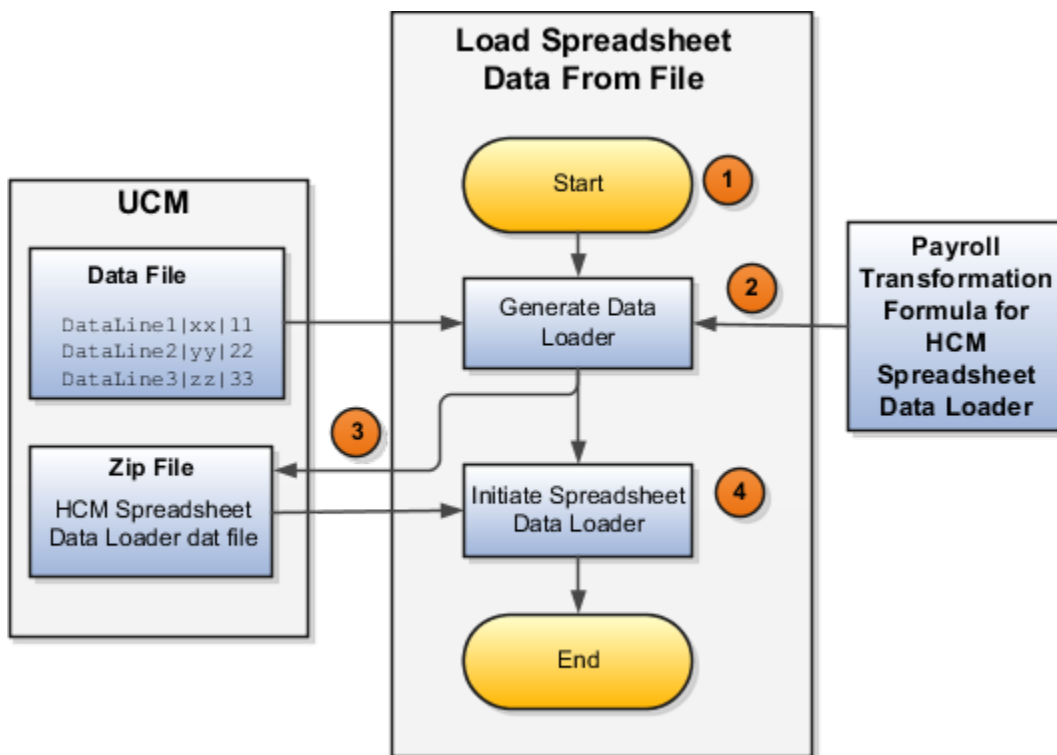 Load Spreadsheet
Data From File
Start
1
UCM
Data File
DataLine1|xx|11
DataLine2|yy|22
DataLine3|zz|33
Generate Data
Loader
2
Payroll
Transformation
Formula for
HCM
Spreadsheet
Data Loader
3
Zip File
HCM Spreadsheet
Data Loader dat file
Initiate Spreadsheet
Data Loader
4
End